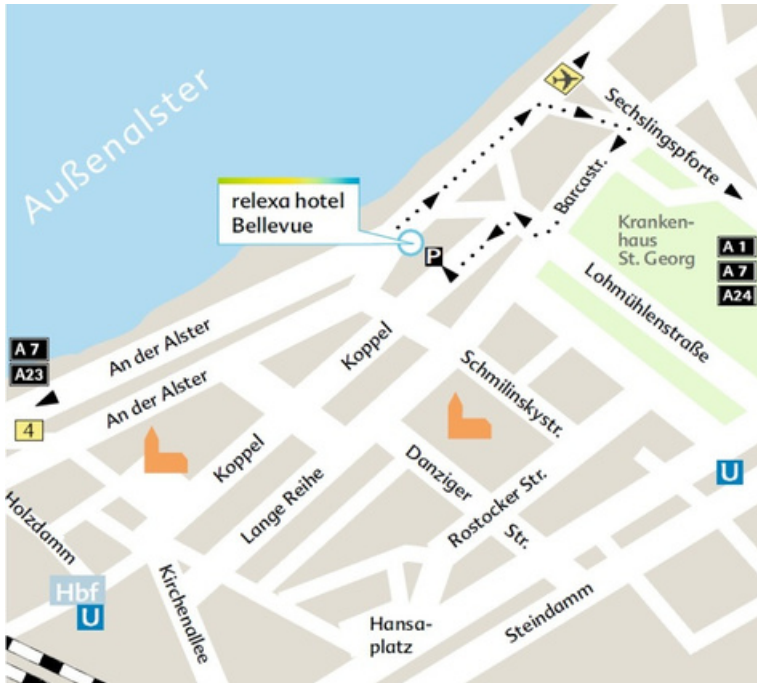 Außenalster
Sechslingspforte
Barcastr.
relexa hotel
Bellevue
Kranken-
haus
St. Georg
A 1
A 7
A24
P
Lohmühlenstraße
A 7
A23
An der Alster
An der Alster
Koppel
Schmilinskystr.
4
Koppel
Lange Reihe
Danziger
Str.
Rostocker Str.
U
Holzdamm
Hbf
U
Kirchenallee
Hansa-
platz
Steindamm